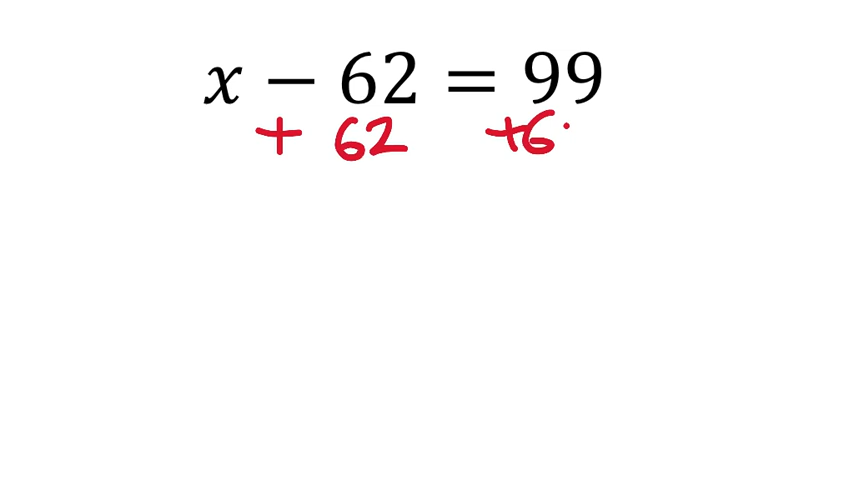 x − 62 = 99
+ 62 +6